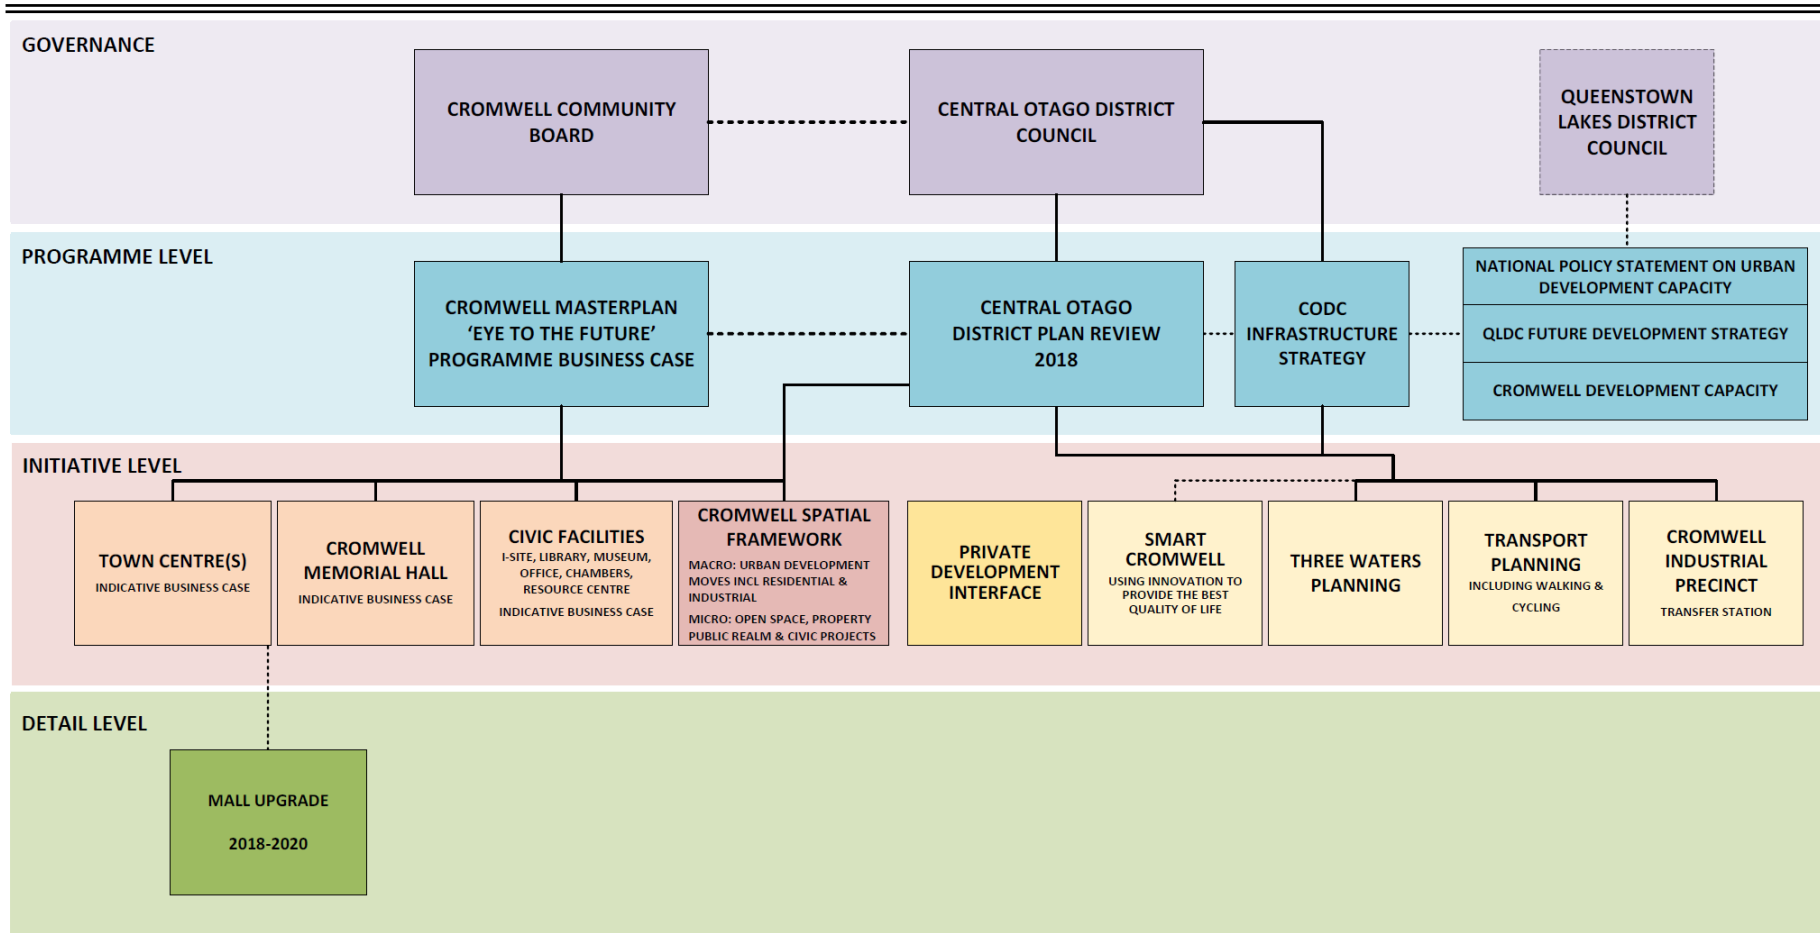 GOVERNANCE
CROMWELL COMMUNITY
BOARD
CENTRAL OTAGO DISTRICT
COUNCIL
QUEENSTOWN
LAKES DISTRICT
COUNCIL
PROGRAMME LEVEL
CROMWELL MASTERPLAN
‘EYE TO THE FUTURE’
PROGRAMME BUSINESS CASE
CENTRAL OTAGO
DISTRICT PLAN REVIEW
2018
CODC
INFRASTRUCTURE
STRATEGY
NATIONAL POLICY STATEMENT ON URBAN
DEVELOPMENT CAPACITY
QLDC FUTURE DEVELOPMENT STRATEGY
CROMWELL DEVELOPMENT CAPACITY
INITIATIVE LEVEL
TOWN CENTRE(S)
INDICATIVE BUSINESS CASE
CROMWELL
MEMORIAL HALL
INDICATIVE BUSINESS CASE
CIVIC FACILITIES
I-SITE, LIBRARY, MUSEUM,
OFFICE, CHAMBERS,
RESOURCE CENTRE
INDICATIVE BUSINESS CASE
CROMWELL SPATIAL
FRAMEWORK
MACRO: URBAN DEVELOPMENT
MOVES INCL RESIDENTIAL &
INDUSTRIAL
MICRO: OPEN SPACE, PROPERTY
PUBLIC REALM & CIVIC PROJECTS
PRIVATE
DEVELOPMENT
INTERFACE
SMART
CROMWELL
USING INNOVATION TO
PROVIDE THE BEST
QUALITY OF LIFE
THREE WATERS
PLANNING
TRANSPORT
PLANNING
INCLUDING WALKING &
CYCLING
CROMWELL
INDUSTRIAL
PRECINCT
TRANSFER STATION
DETAIL LEVEL
MALL UPGRADE
2018-2020